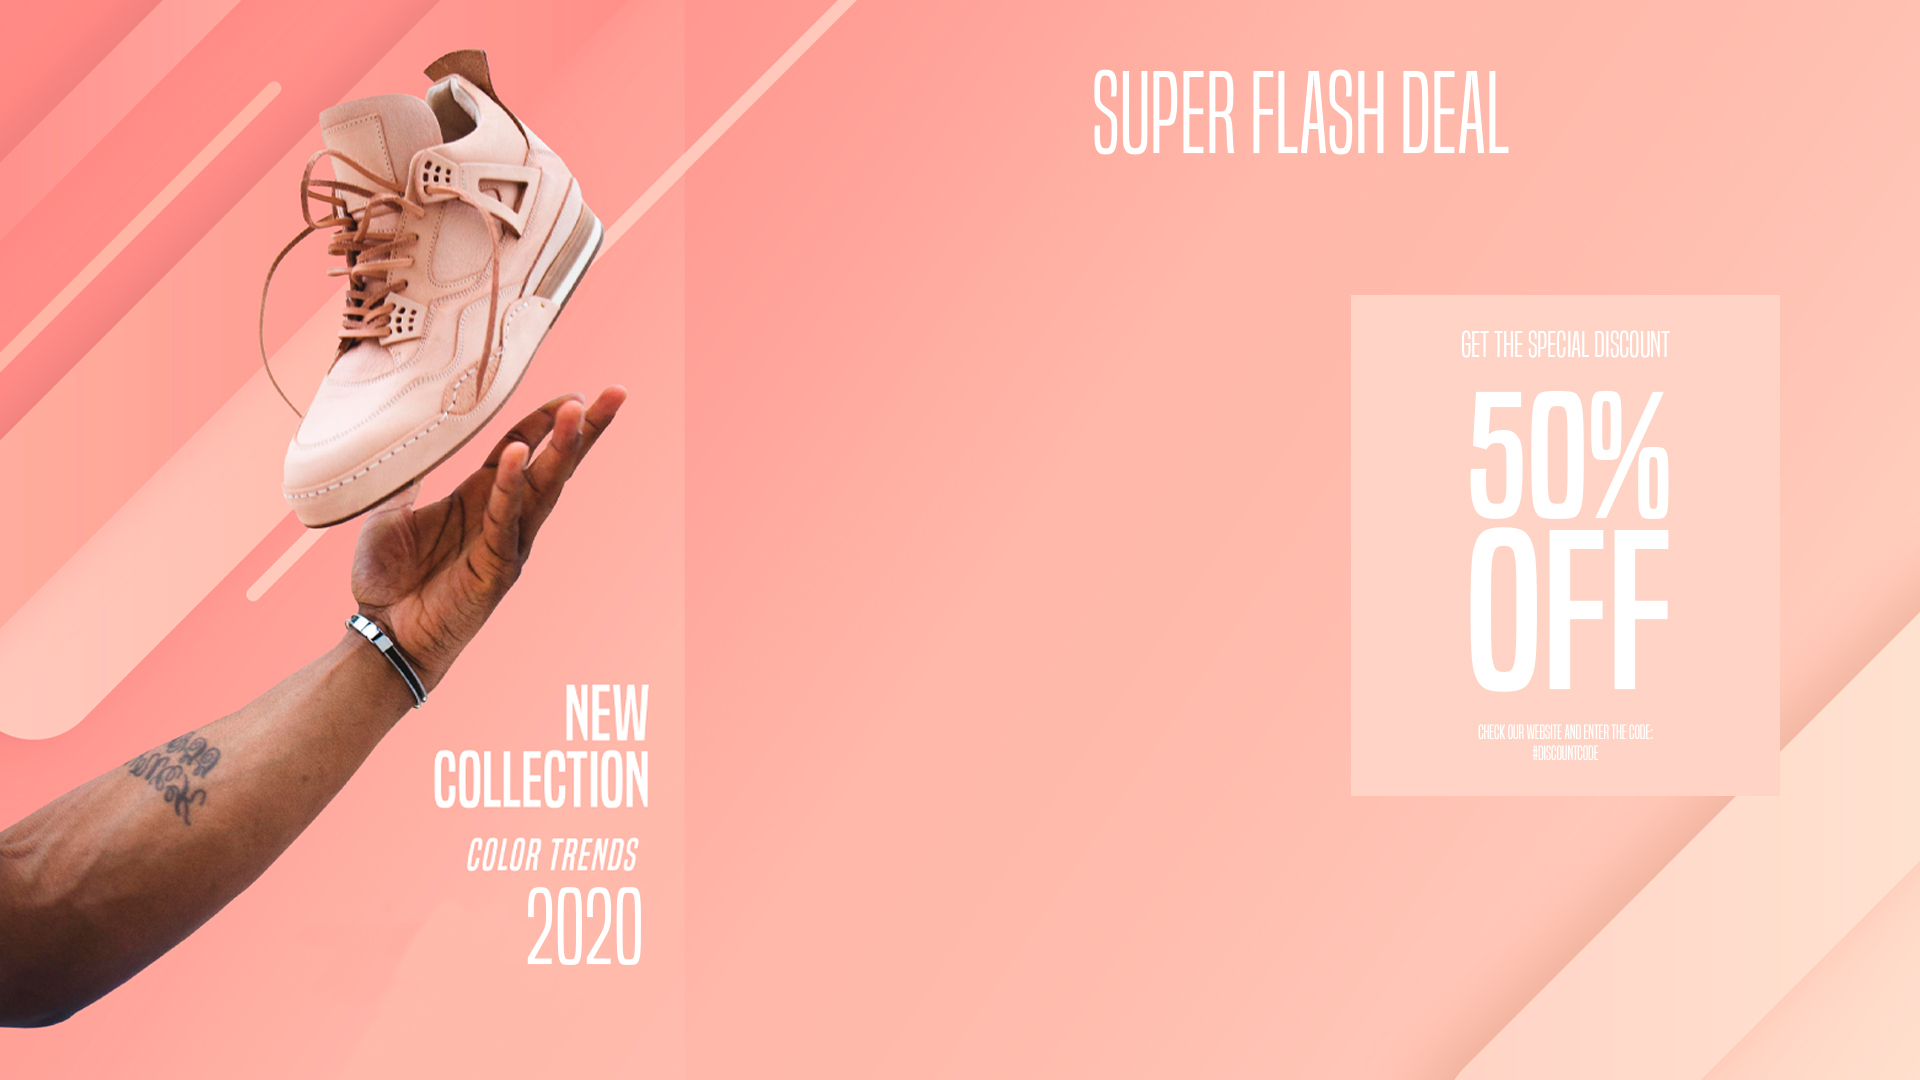 SUPER FLASH DEAL
GET THE SPECIAL DISCOUNT
50%
OFF
CHECK OUR WEBSITE AND ENTER THE CODE:
#DISCOUNTCODE
NEW
COLLECTION
COLOR TRENDS
2020